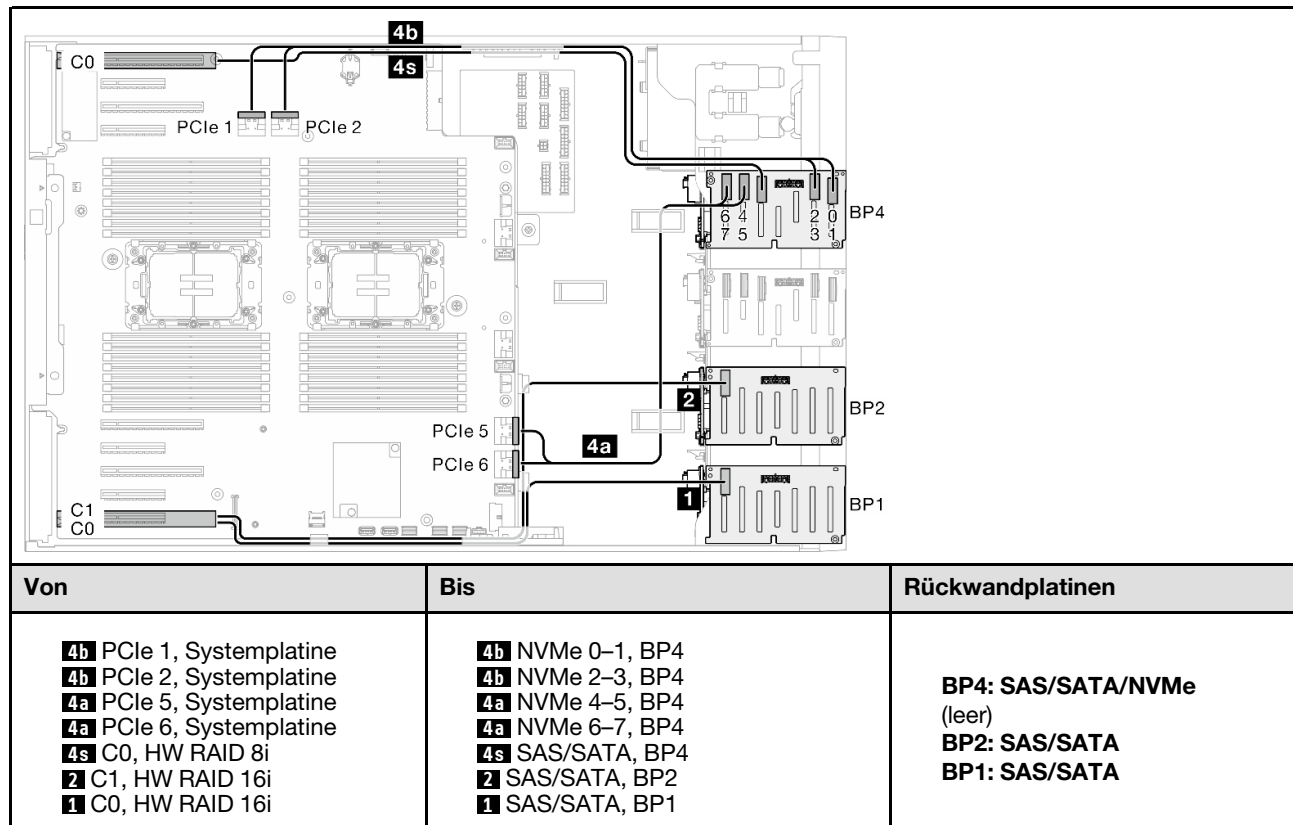 4b
4s
C0
PCIe 1
PCIe 2
6 4 2 0
7 5 3 1
BP4
2
BP2
PCIe 5
4a
PCIe 6
1
BP1
C1
C0
Von
Bis
Rückwandplatinen
4b PCIe 1, Systemplatine
4b PCIe 2, Systemplatine
4a PCIe 5, Systemplatine
4a PCIe 6, Systemplatine
4s C0, HW RAID 8i
2 C1, HW RAID 16i
1 C0, HW RAID 16i
4b NVMe 0–1, BP4
4b NVMe 2–3, BP4
4a NVMe 4–5, BP4
4a NVMe 6–7, BP4
4s SAS/SATA, BP4
2 SAS/SATA, BP2
1 SAS/SATA, BP1
BP4: SAS/SATA/NVMe
(leer)
BP2: SAS/SATA
BP1: SAS/SATA